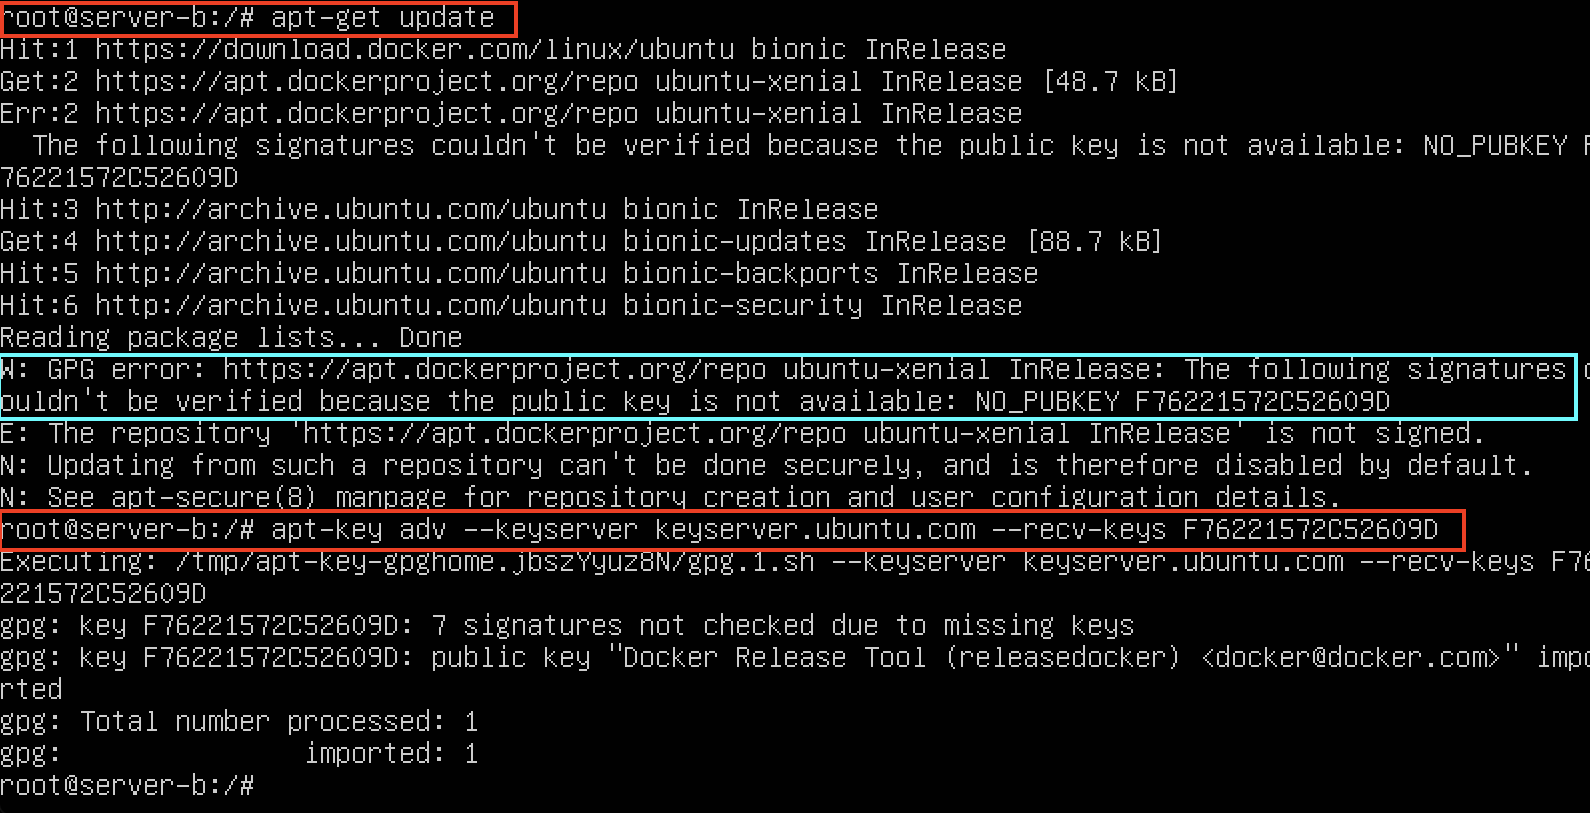 root@server-b:/# apt-get update
Hit:1 https://download.docker.com/linux/ubuntu bionic InRelease
Get:2 https://apt.dockerproject.org/repo ubuntu-xenial InRelease [48.7 kB]
Err:2 https://apt.dockerproject.org/repo ubuntu-xenial InRelease
  The following signatures couldn't be verified because the public key is not available: NO_PUBKEY F
76221572C52609D
Hit:3 http://archive.ubuntu.com/ubuntu bionic InRelease
Get:4 http://archive.ubuntu.com/ubuntu bionic-updates InRelease [88.7 kB]
Hit:5 http://archive.ubuntu.com/ubuntu bionic-backports InRelease
Hit:6 http://archive.ubuntu.com/ubuntu bionic-security InRelease
Reading package lists... Done
W: GPG error: https://apt.dockerproject.org/repo ubuntu-xenial InRelease: The following signatures c
ouldn't be verified because the public key is not available: NO_PUBKEY F76221572C52609D
E: The repository 'https://apt.dockerproject.org/repo ubuntu-xenial InRelease' is not signed.
N: Updating from such a repository can't be done securely, and is therefore disabled by default.
N: See apt-secure(8) manpage for repository creation and user configuration details.
root@server-b:/# apt-key adv --keyserver keyserver.ubuntu.com --recv-keys F76221572C52609D
Executing: /tmp/apt-key-gpghome.jbszYyuz8N/gpg.1.sh --keyserver keyserver.ubuntu.com --recv-keys F76
221572C52609D
gpg: key F76221572C52609D: 7 signatures not checked due to missing keys
gpg: key F76221572C52609D: public key "Docker Release Tool (releasedocker) <docker@docker.com>" impo
rted
gpg: Total number processed: 1
gpg:               imported: 1
root@server-b:/#